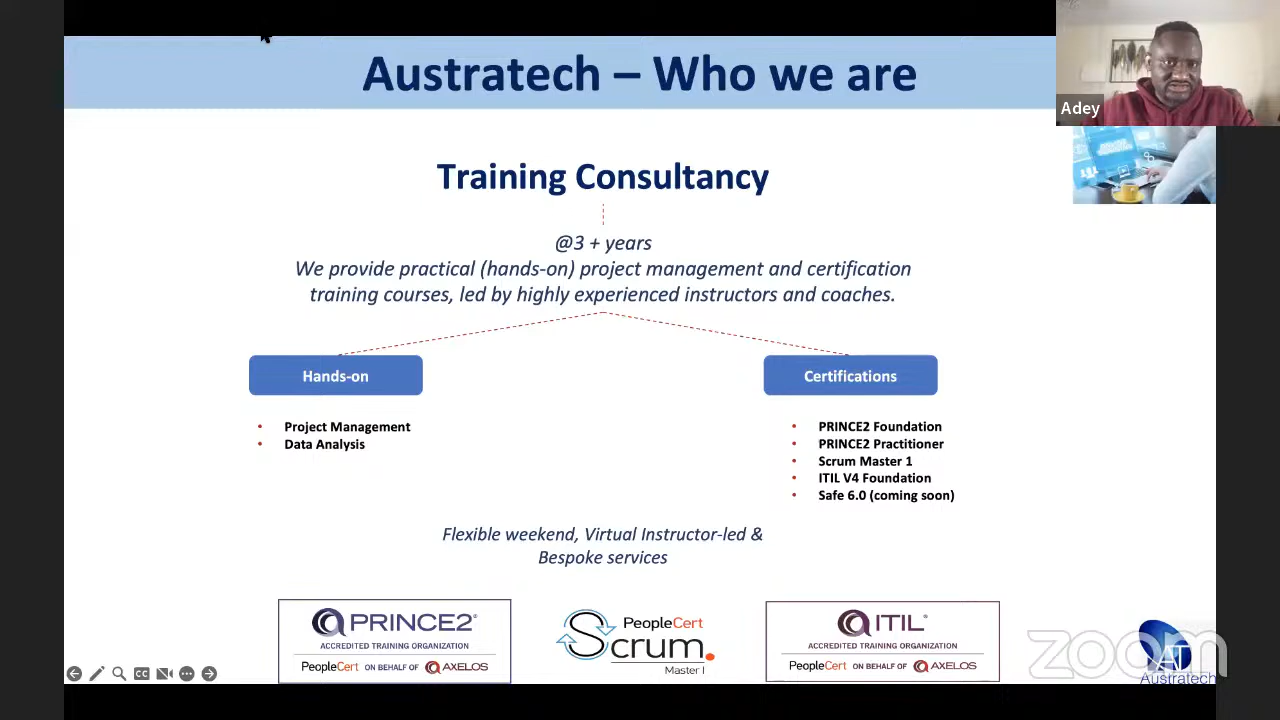 Austratech – Who we are
Adey
Training Consultancy
@3 + years
We provide practical (hands-on) project management and certification
training courses, led by highly experienced instructors and coaches.
Hands-on
Certifications
• Project Management
• Data Analysis
• PRINCE2 Foundation
• PRINCE2 Practitioner
• Scrum Master 1
• ITIL V4 Foundation
• Safe 6.0 (coming soon)
Flexible weekend, Virtual Instructor-led &
Bespoke services
PRINCE2®
ACCREDITED TRAINING ORGANIZATION
PeopleCert ON BEHALF OF AXELOS
PeopleCert
Scrum.
Master I
ITIL®
ACCREDITED TRAINING ORGANIZATION
PeopleCert ON BEHALF OF AXELOS
zoom
AT
Austratech
CC